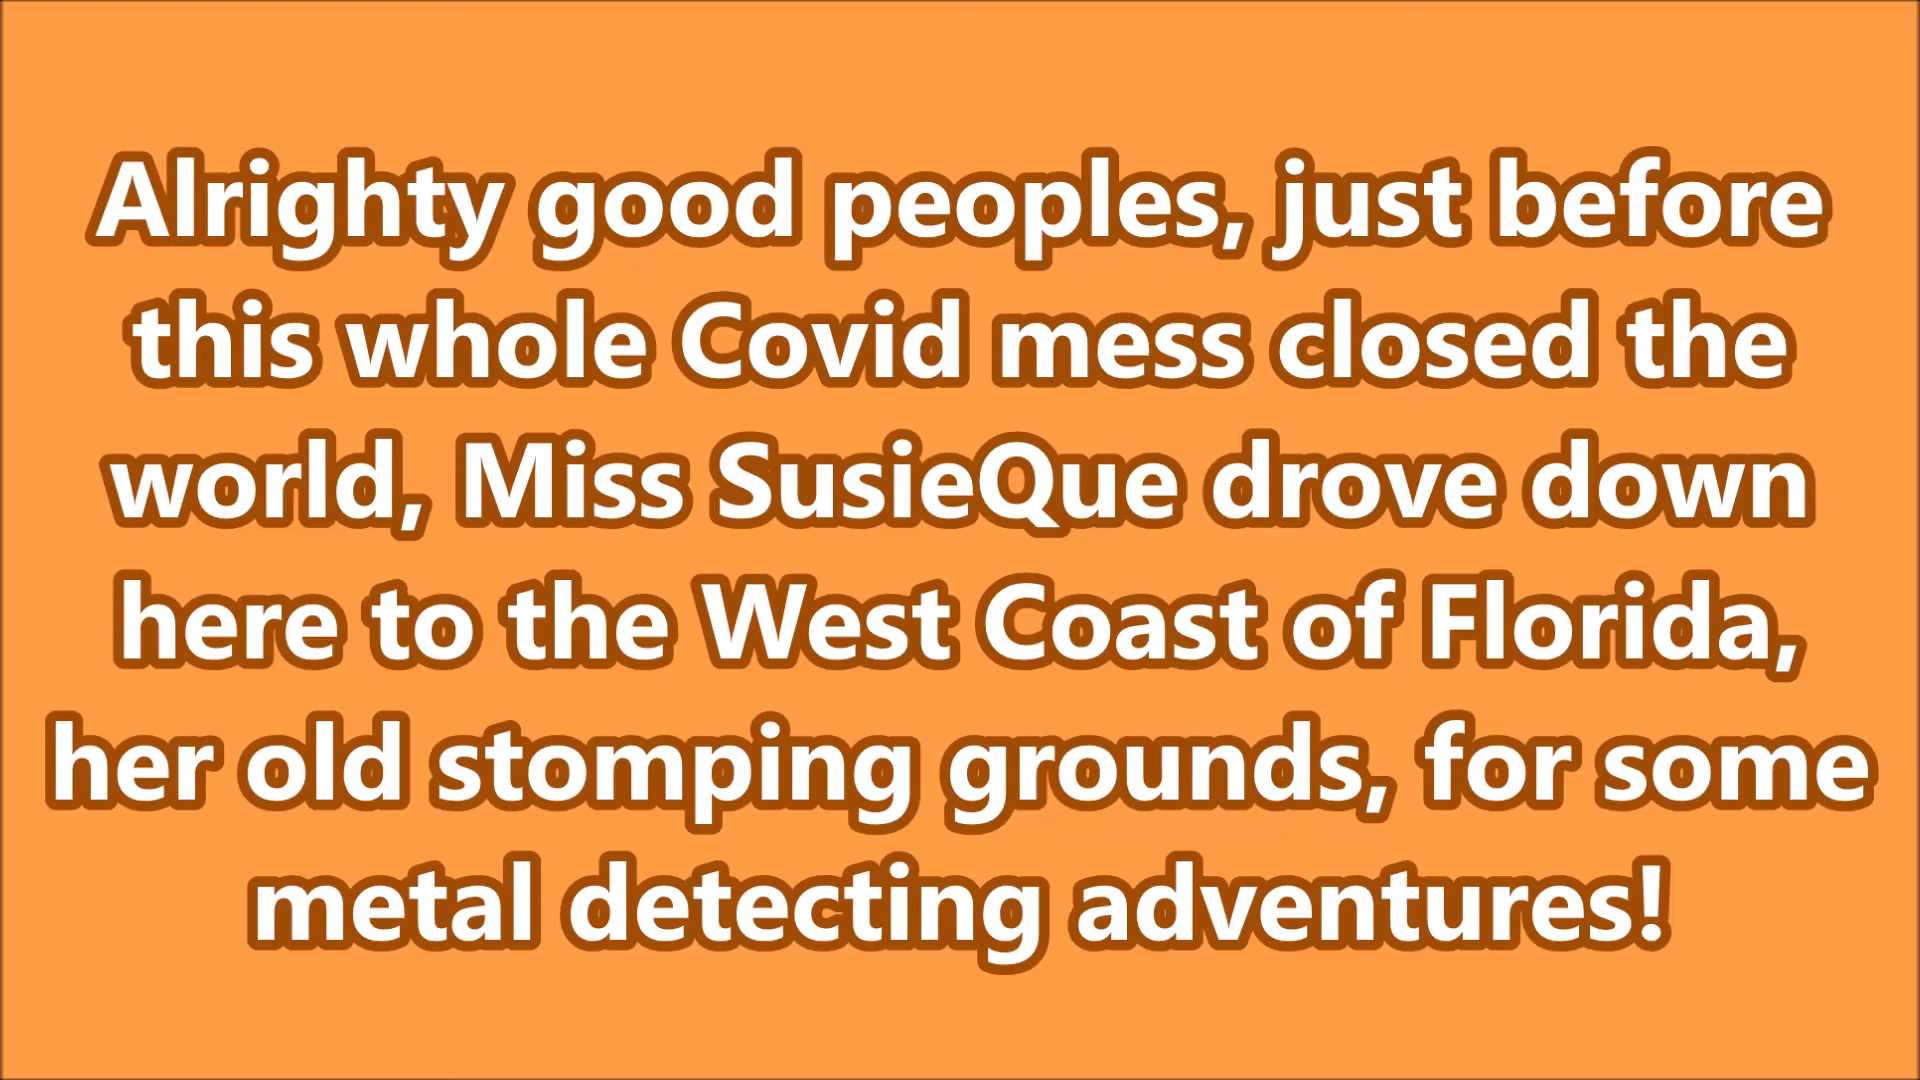 Alrighty good peoples, just before
this whole Covid mess closed the
world, Miss SusieQue drove down
here to the West Coast of Florida,
her old stomping grounds, for some
metal detecting adventures!